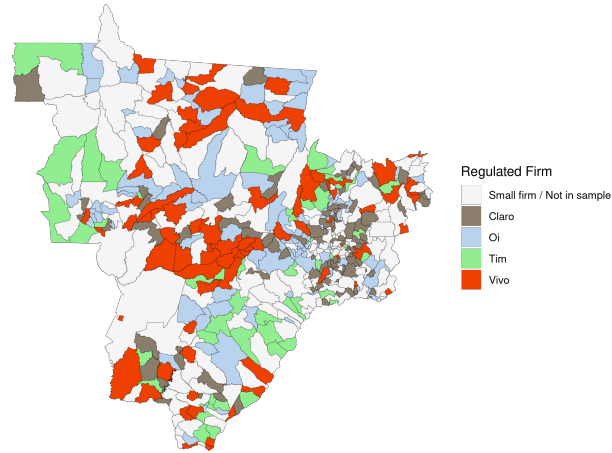 Regulated Firm
Small firm / Not in sample
Claro
Oi
Tim
Vivo